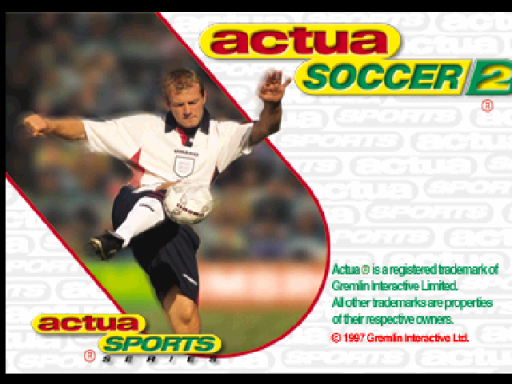 actua
SOCCER 2
®
Actua ® is a registered trademark of
Gremlin Interactive Limited.
All other trademarks are properties
of their respective owners.
© 1997 Gremlin Interactive Ltd.
actua
® SPORTS
SERIES